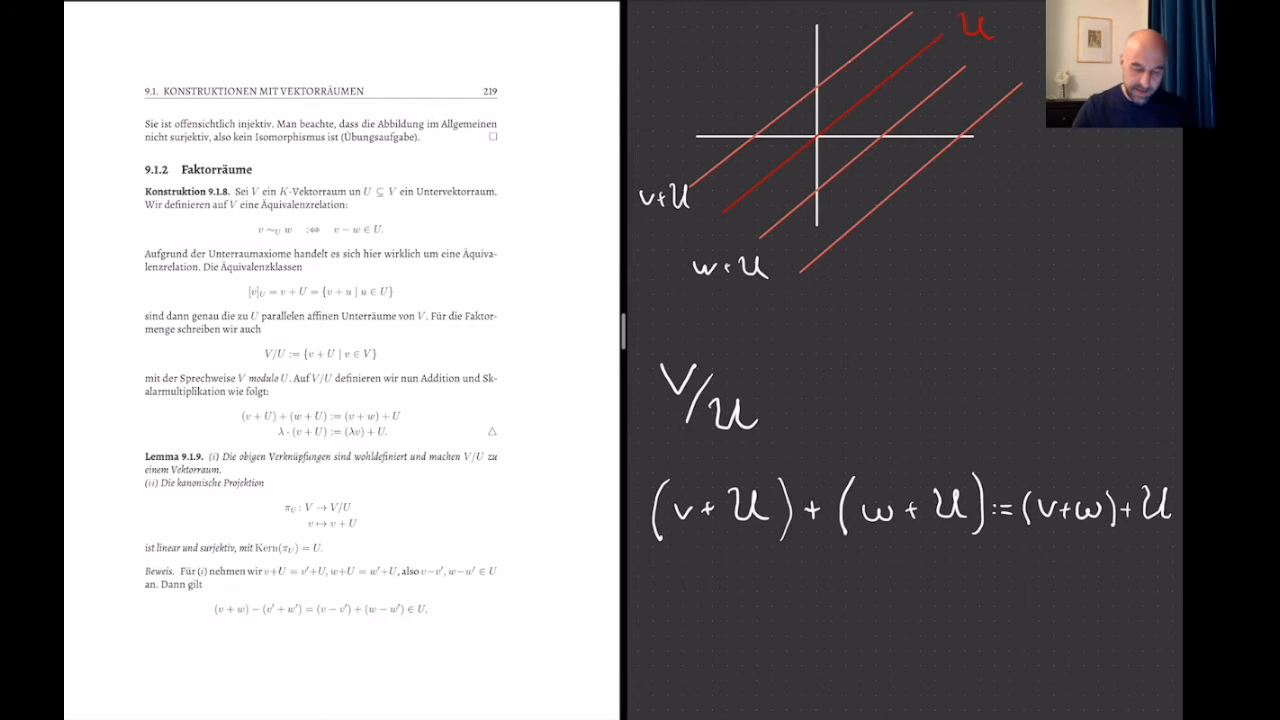 9.1. KONSTRUKTIONEN MIT VEKTORRÄUMEN 219
Sie ist offensichtlich injektiv. Man beachte, dass die Abbildung im Allgemeinen
nicht surjektiv, also kein Isomorphismus ist (Übungsaufgabe). □
9.1.2 Faktorräume
Konstruktion 9.1.8. Sei V ein K-Vektorraum un U ⊆ V ein Untervektorraum.
Wir definieren auf V eine Äquivalenzrelation:
v ∼U w :⇔ v − w ∈ U.
Aufgrund der Unterraumaxiome handelt es sich hier wirklich um eine Äquiva-
lenzrelation. Die Äquivalenzklassen
[v]U = v + U = {v + u | u ∈ U}
sind dann genau die zu U parallelen affinen Unterräume von V. Für die Faktor-
menge schreiben wir auch
V/U := {v + U | v ∈ V}
mit der Sprechweise V modulo U. Auf V/U definieren wir nun Addition und Sk-
alarmultiplikation wie folgt:
(v + U) + (w + U) := (v + w) + U
λ · (v + U) := (λv) + U. △
Lemma 9.1.9. (i) Die obigen Verknüpfungen sind wohldefiniert und machen V/U zu
einem Vektorraum.
(ii) Die kanonische Projektion
πU : V → V/U
v ↦ v + U
ist linear und surjektiv, mit Kern(πU) = U.
Beweis. Für (i) nehmen wir v+U = v′+U, w+U = w′+U, also v−v′, w−w′ ∈ U
an. Dann gilt
(v + w) − (v′ + w′) = (v − v′) + (w − w′) ∈ U,
U
v+U
w+U
V/U
(v + U) + (w + U) := (v+w) + U